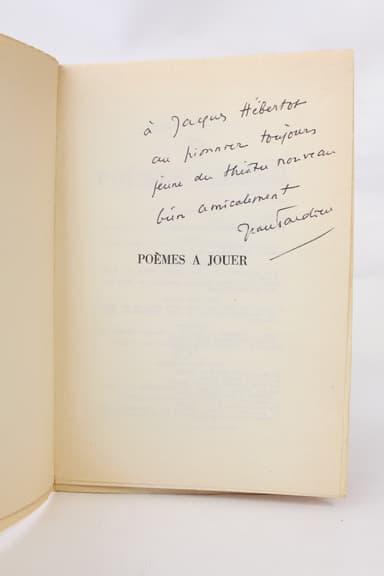 à Jacques Hébertot
au pionnier toujours
jeune du théâtre nouveau
bien amicalement
Jean Tardieu
POÈMES A JOUER